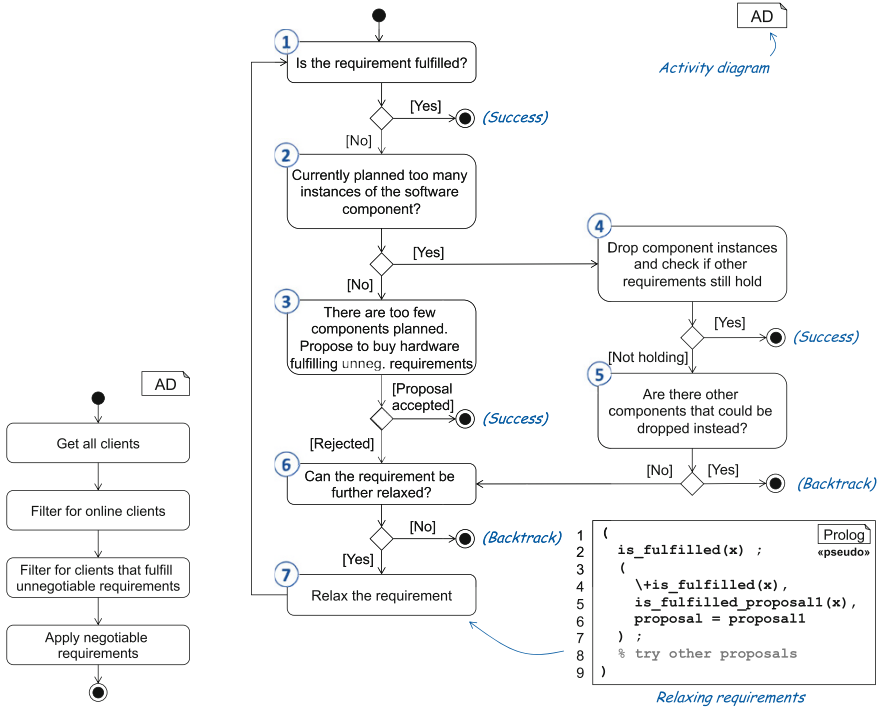 AD
Activity diagram
1
Is the requirement fulfilled?
[Yes]
(Success)
[No]
2
Currently planned too many
instances of the software
component?
[Yes]
[No]
4
Drop component instances
and check if other
requirements still hold
[Yes]
(Success)
[Not holding]
3
There are too few
components planned.
Propose to buy hardware
fulfilling unneg. requirements
[Proposal
accepted]
(Success)
[Rejected]
5
Are there other
components that could be
dropped instead?
[No]
[Yes]
(Backtrack)
6
Can the requirement be
further relaxed?
[No]
(Backtrack)
[Yes]
7
Relax the requirement
AD
Get all clients
Filter for online clients
Filter for clients that fulfill
unnegotiable requirements
Apply negotiable
requirements
Prolog
«pseudo»
1 (
2 is_fulfilled(x) ;
3 (
4 \+is_fulfilled(x),
5 is_fulfilled_proposal1(x),
6 proposal = proposal1
7 ) ;
8 % try other proposals
9 )
Relaxing requirements